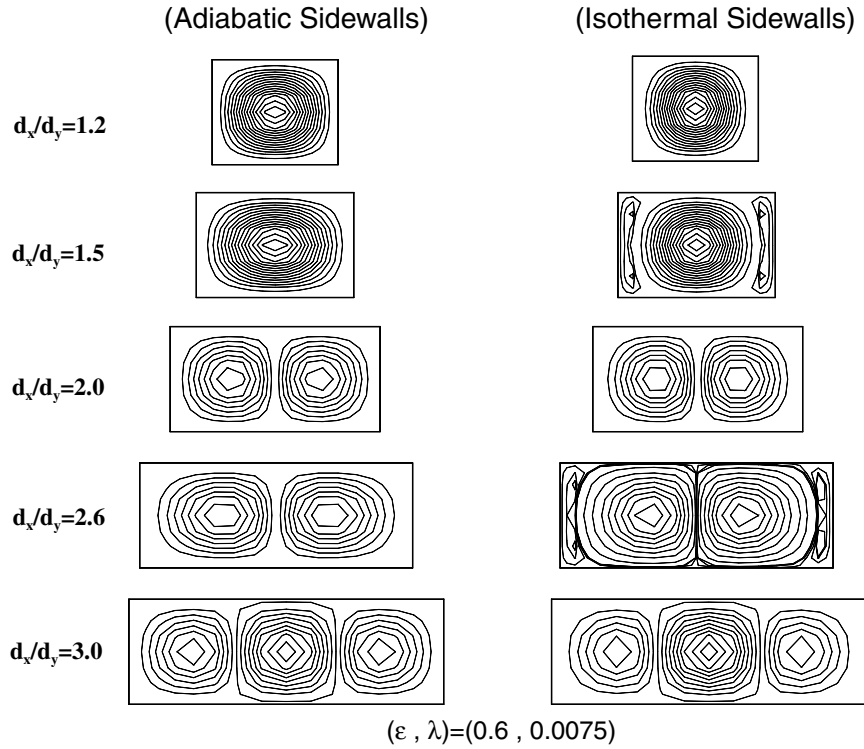 (Adiabatic Sidewalls) (Isothermal Sidewalls)
dx/dy=1.2
dx/dy=1.5
dx/dy=2.0
dx/dy=2.6
dx/dy=3.0
(ε , λ)=(0.6 , 0.0075)